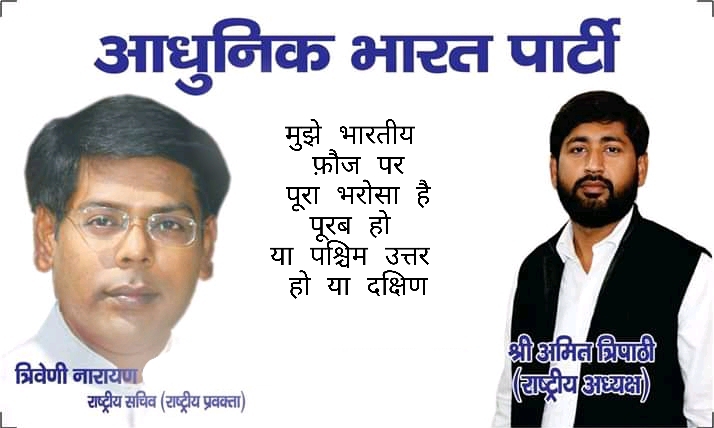 आधुनिक भारत पार्टी
मुझे भारतीय
फ़ौज पर
पूरा भरोसा है
पूरब हो
या पश्चिम उत्तर
हो या दक्षिण
त्रिवेणी नारायण
राष्ट्रीय सचिव (राष्ट्रीय प्रवक्ता)
श्री अमित त्रिपाठी
(राष्ट्रीय अध्यक्ष)